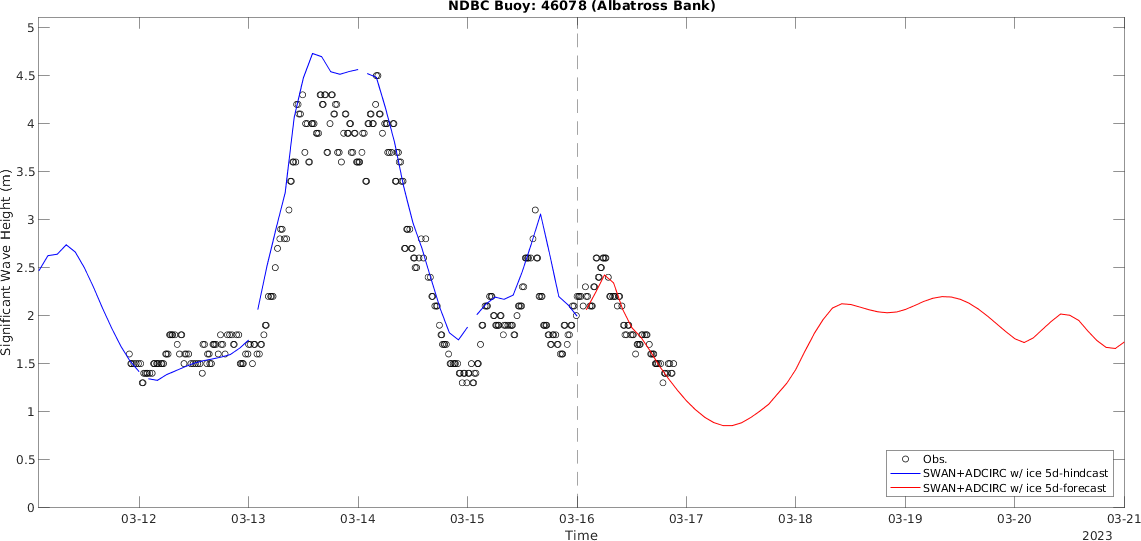 NDBC Buoy: 46078 (Albatross Bank)
5
4.5
4
3.5
3
2.5
2
1.5
1
0.5
0
Significant Wave Height (m)
Obs.
SWAN+ADCIRC w/ ice 5d-hindcast
SWAN+ADCIRC w/ ice 5d-forecast
03-12 03-13 03-14 03-15 03-16 03-17 03-18 03-19 03-20 03-21
Time
2023